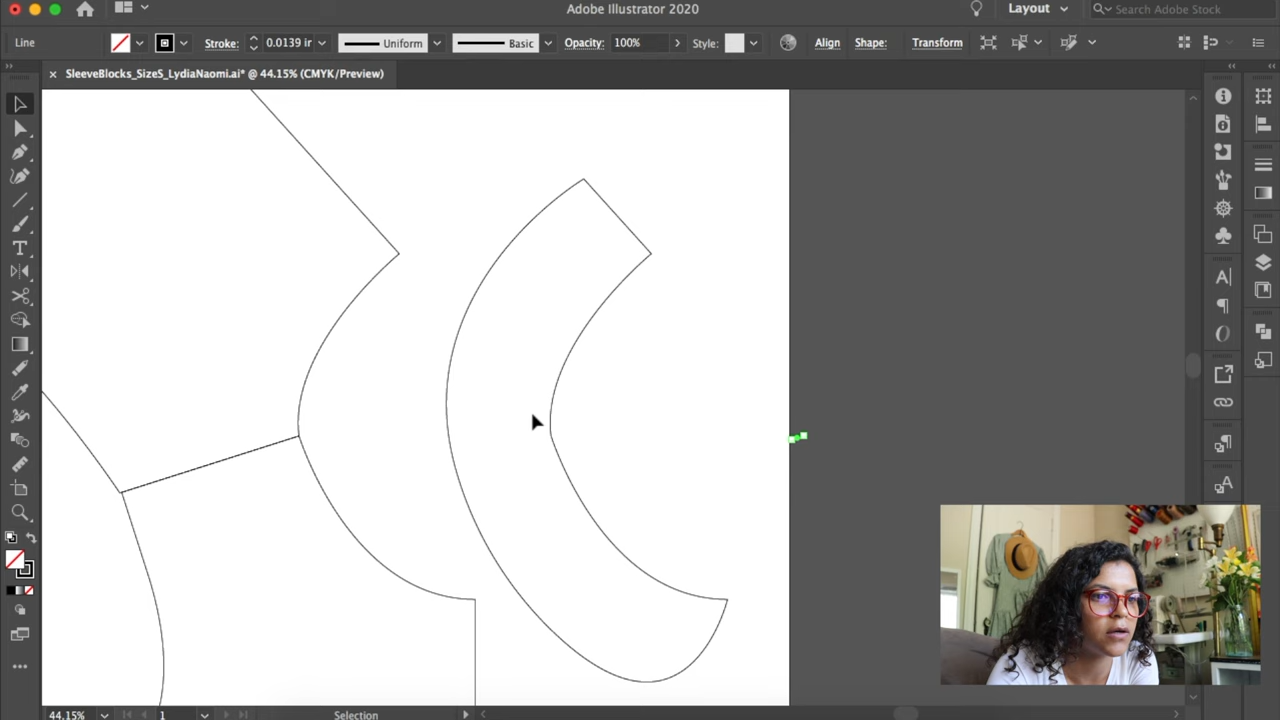 Adobe Illustrator 2020
Layout
Search Adobe Stock
Line
Stroke:
0.0139 ir
Uniform
Basic
Opacity:
100%
Style:
Align
Shape:
Transform
SleeveBlocks_SizeS_LydiaNaomi.ai* @ 44.15% (CMYK/Preview)
44.15%
1
Selection